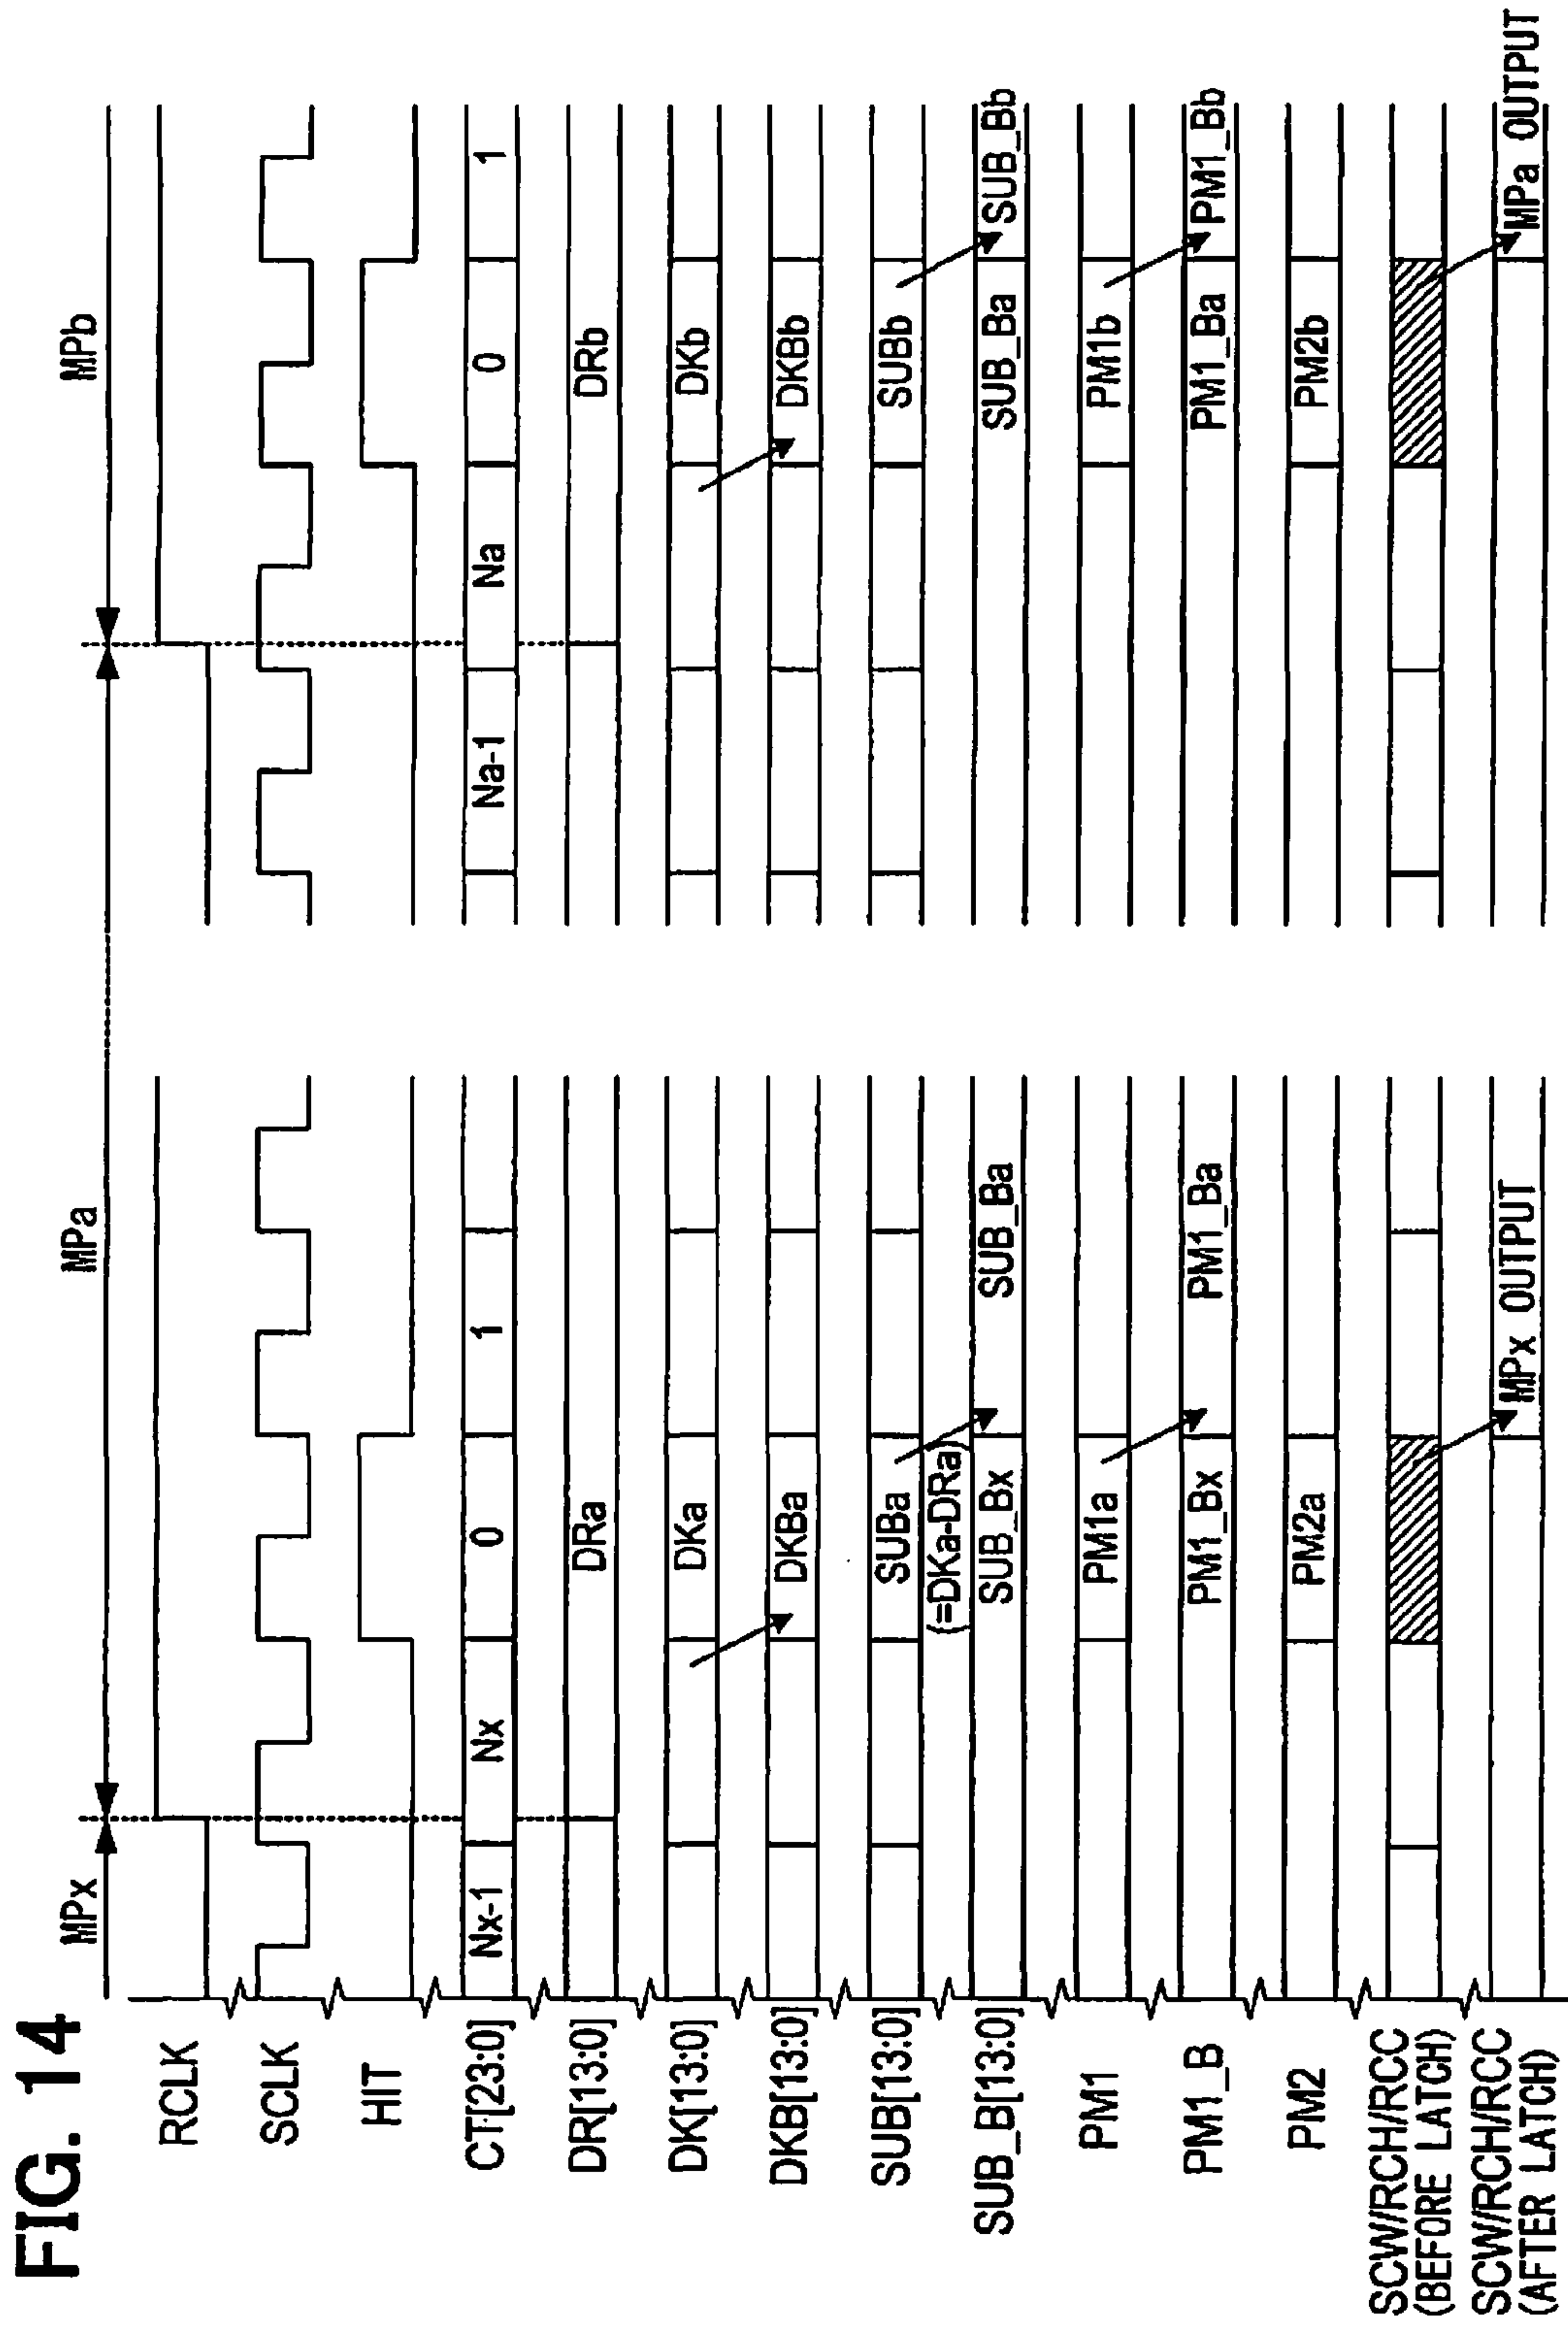 FIG. 14
MPx
MPa
MPb
RCLK
SCLK
HIT
CT[23:0]
Nx-1
Nx
0
1
Na-1
Na
0
1
DR[13:0]
DRa
DRb
DK[13:0]
DKa
DKb
DKB[13:0]
DKBa
DKBb
SUB[13:0]
SUBa
(=DKa-DRa)
SUBb
SUB_B[13:0]
SUB_Bx
SUB_Ba
SUB_Ba
SUB_Bb
PM1
PM1a
PM1b
PM1_B
PM1_Bx
PM1_Ba
PM1_Ba
PM1_Bb
PM2
PM2a
PM2b
SCW/RCH/RCC
(BEFORE LATCH)
SCW/RCH/RCC
(AFTER LATCH)
MPx OUTPUT
MPa OUTPUT